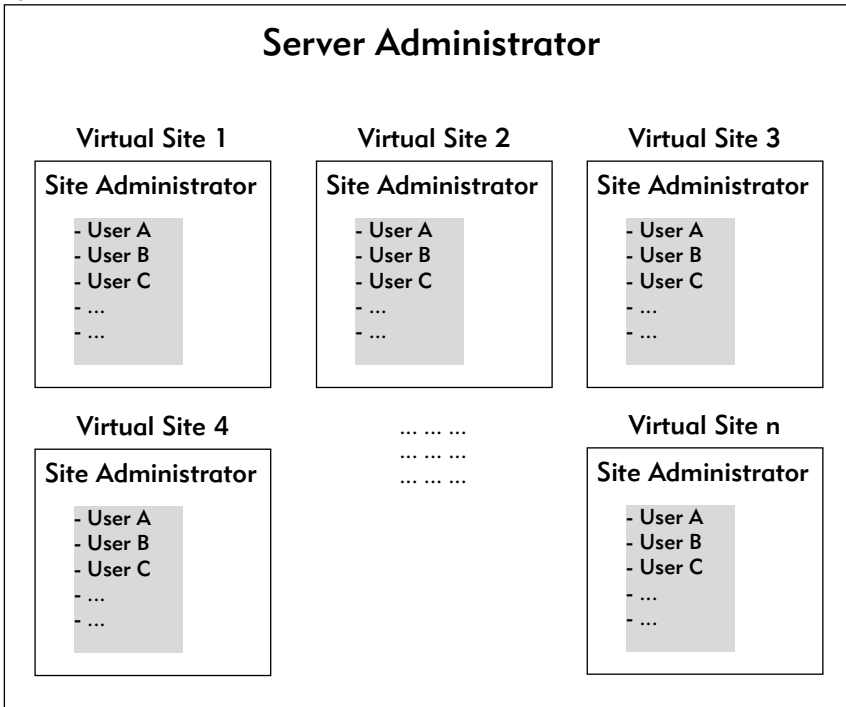 Server Administrator
Virtual Site 1
Site Administrator
- User A
- User B
- User C
- ...
- ...
Virtual Site 2
Site Administrator
- User A
- User B
- User C
- ...
- ...
Virtual Site 3
Site Administrator
- User A
- User B
- User C
- ...
- ...
Virtual Site 4
Site Administrator
- User A
- User B
- User C
- ...
- ...
... ... ...
... ... ...
... ... ...
Virtual Site n
Site Administrator
- User A
- User B
- User C
- ...
- ...